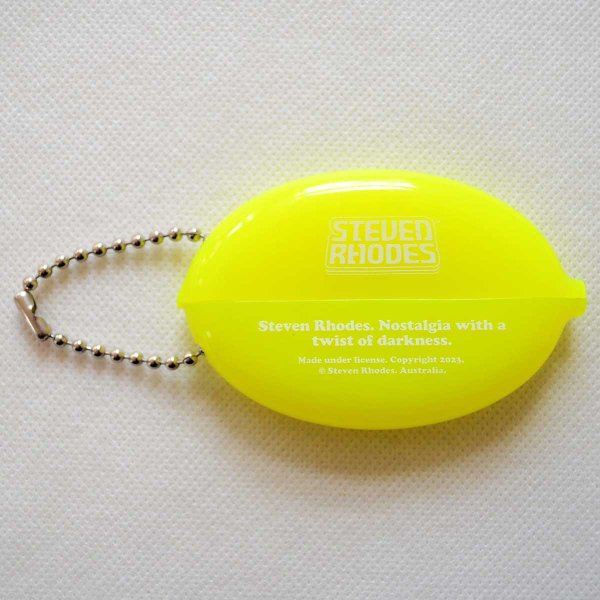 STEVEN
RHODES
Steven Rhodes. Nostalgia with a
twist of darkness.
Made under license. Copyright 2023.
© Steven Rhodes. Australia.